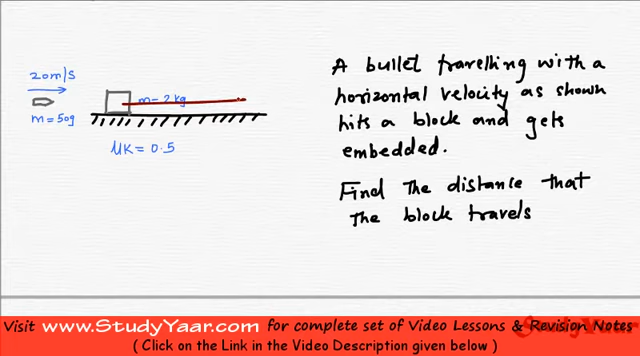 20m/s
m=50g
m=2kg
μK=0.5
A bullet travelling with a
horizontal velocity as shown
hits a block and gets
embedded.
Find the distance that
the block travels
StudyYaar
Visit www.StudyYaar.com for complete set of Video Lessons & Revision Notes
( Click on the Link in the Video Description given below )